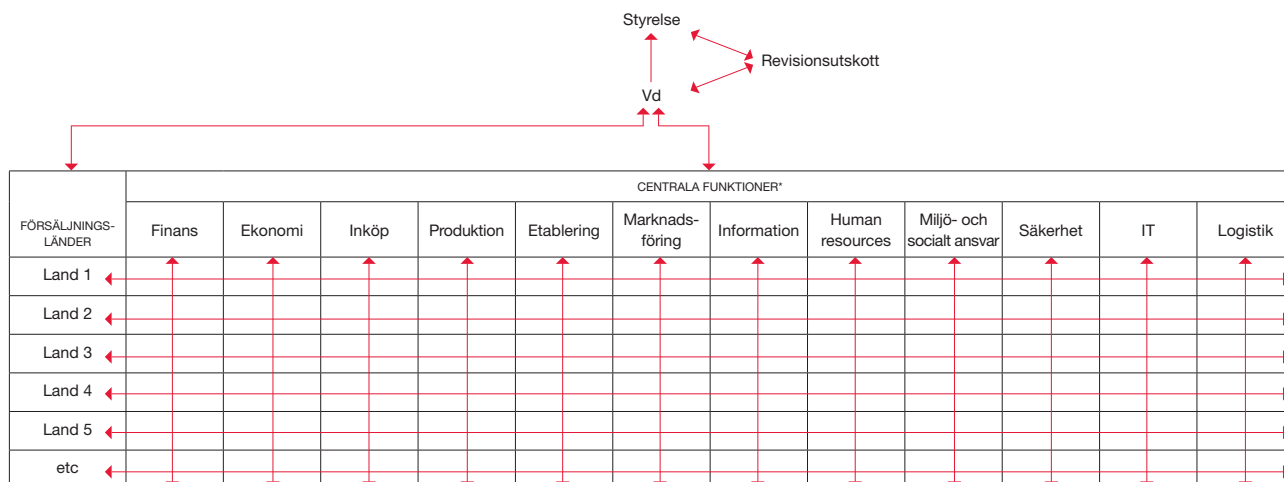 Styrelse
Revisionsutskott
Vd
CENTRALA FUNKTIONER*
FÖRSÄLJNINGS-
LÄNDER
Finans
Ekonomi
Inköp
Produktion
Etablering
Marknads-
föring
Information
Human
resources
Miljö- och
socialt ansvar
Säkerhet
IT
Logistik
Land 1
Land 2
Land 3
Land 4
Land 5
etc